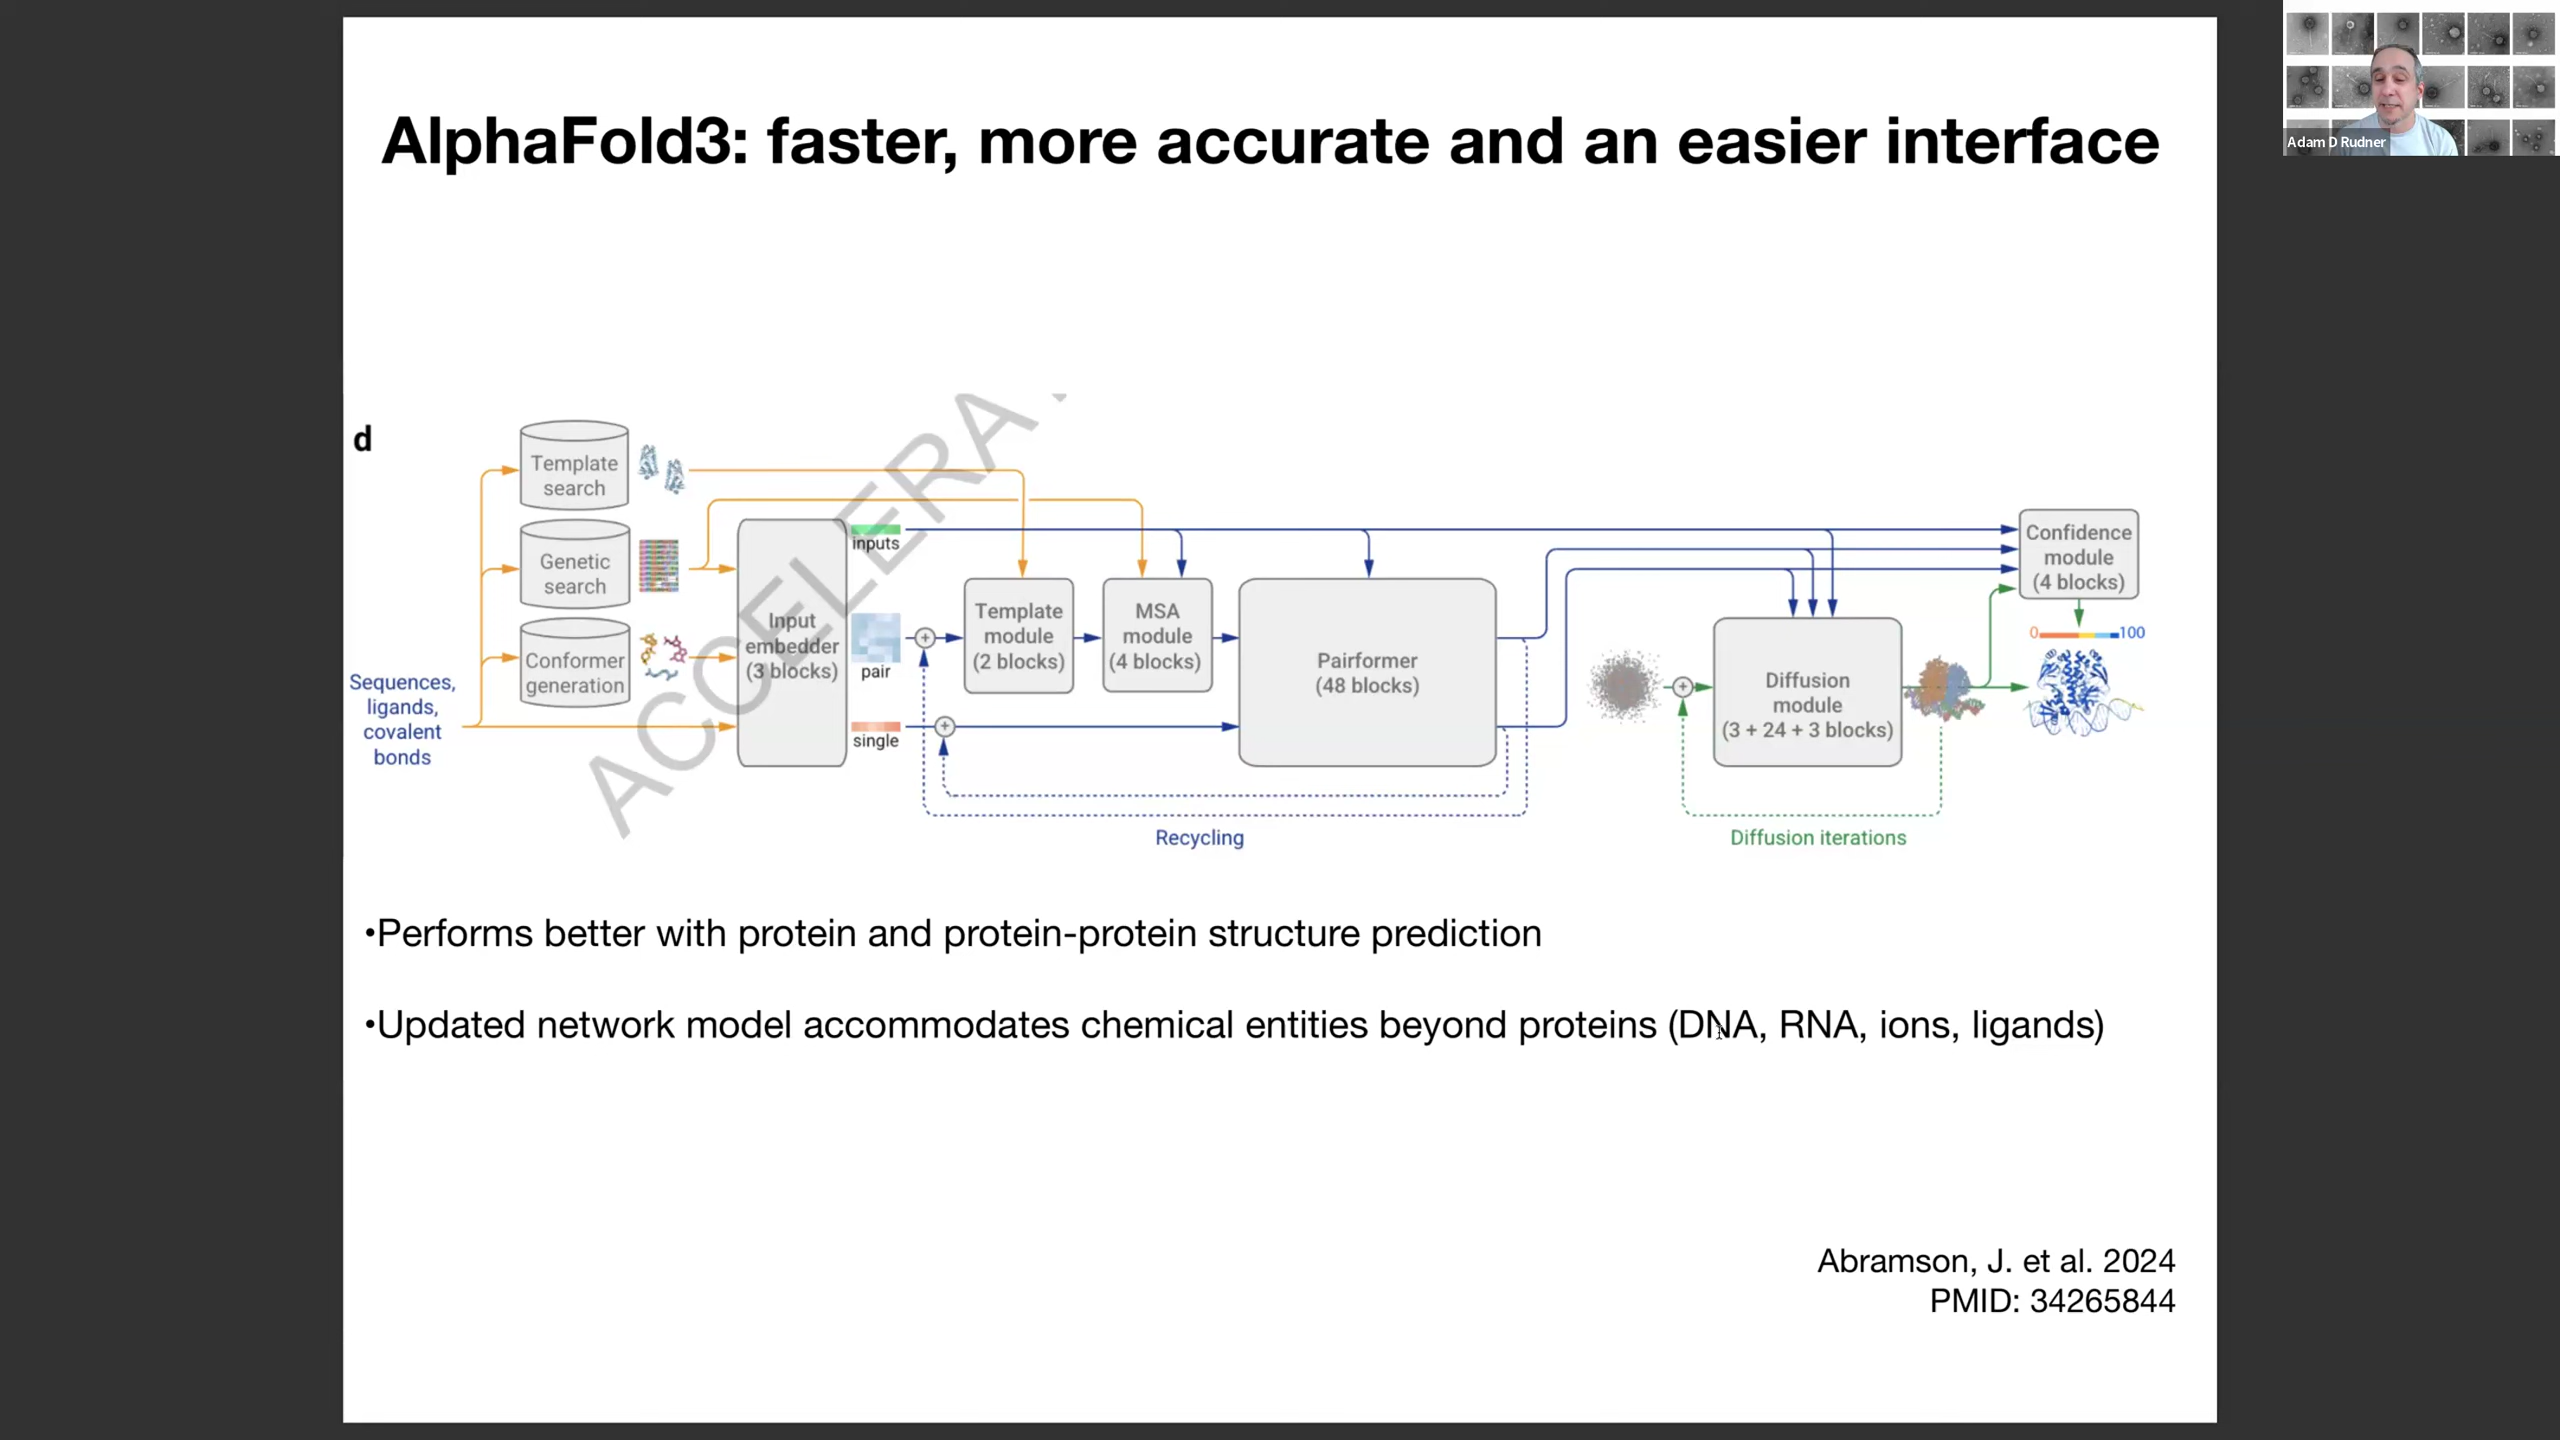 Adam D Rudner
AlphaFold3: faster, more accurate and an easier interface
d
Template
search
Genetic
search
Conformer
generation
Sequences,
ligands,
covalent
bonds
Input
embedder
(3 blocks)
inputs
pair
single
Template
module
(2 blocks)
MSA
module
(4 blocks)
Pairformer
(48 blocks)
Recycling
Diffusion
module
(3 + 24 + 3 blocks)
Diffusion iterations
Confidence
module
(4 blocks)
0 100
ACCELERA
•Performs better with protein and protein-protein structure prediction
•Updated network model accommodates chemical entities beyond proteins (DNA, RNA, ions, ligands)
Abramson, J. et al. 2024
PMID: 34265844